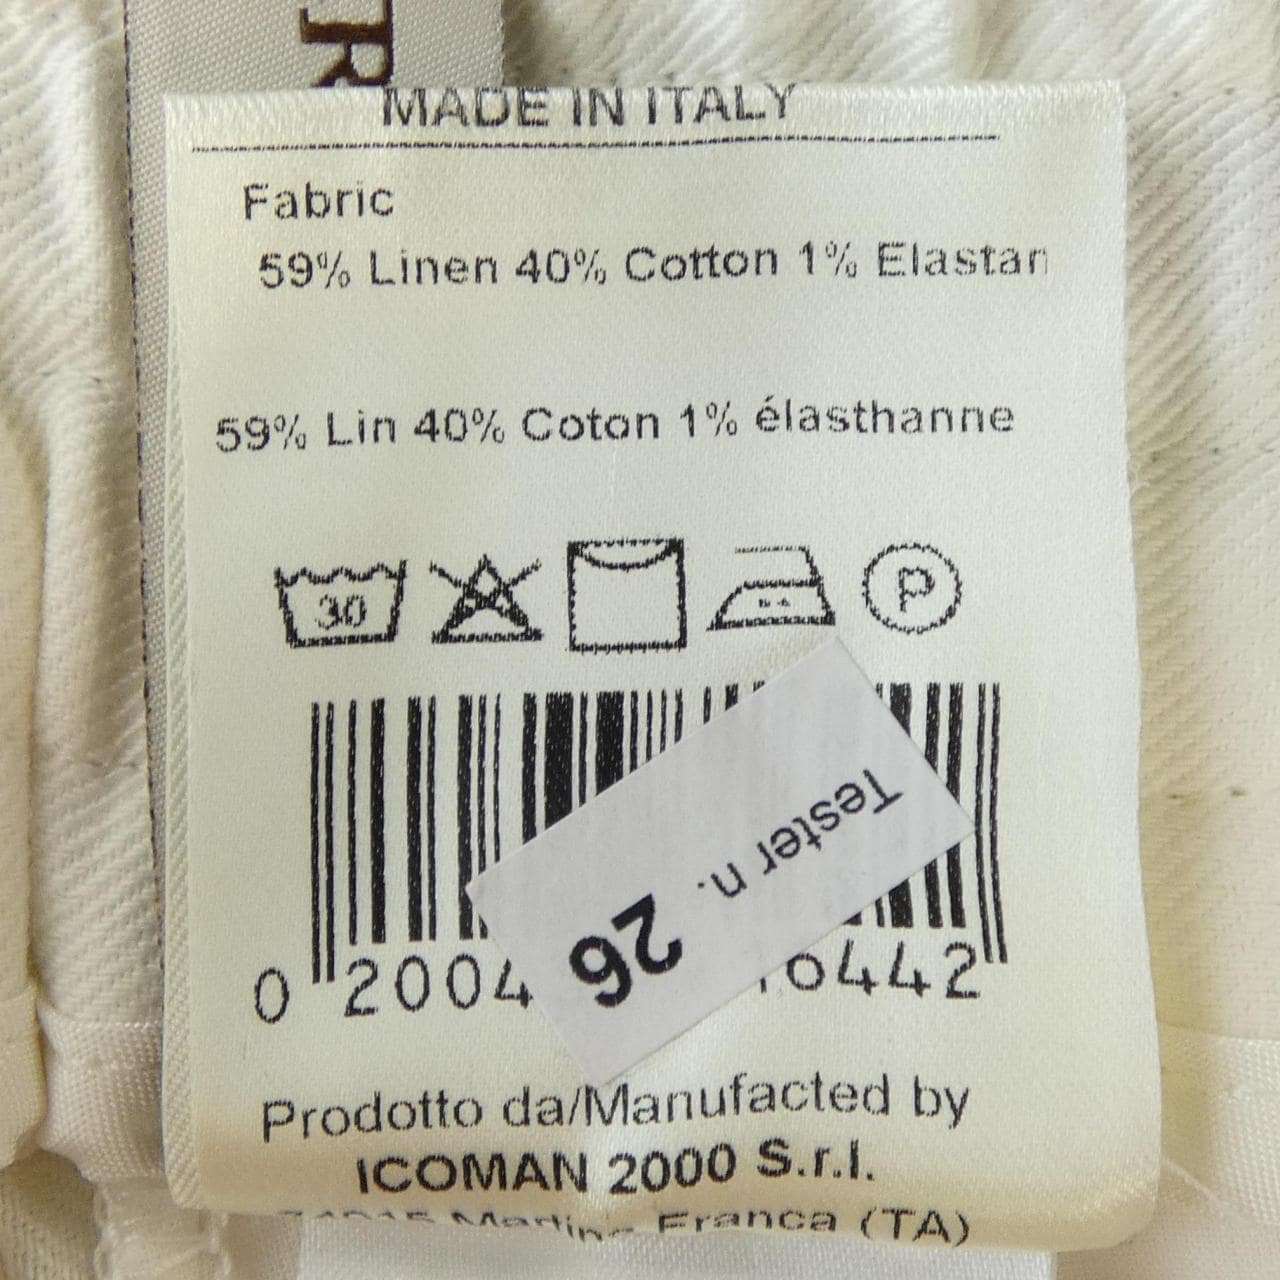 MADE IN ITALY
Fabric
59% Linen 40% Cotton 1% Elastan
59% Lin 40% Coton 1% élasthanne
30
P
Tester n.
26
0 2004 0442
Prodotto da/Manufacted by
ICOMAN 2000 S.r.l.
Franca (TA)